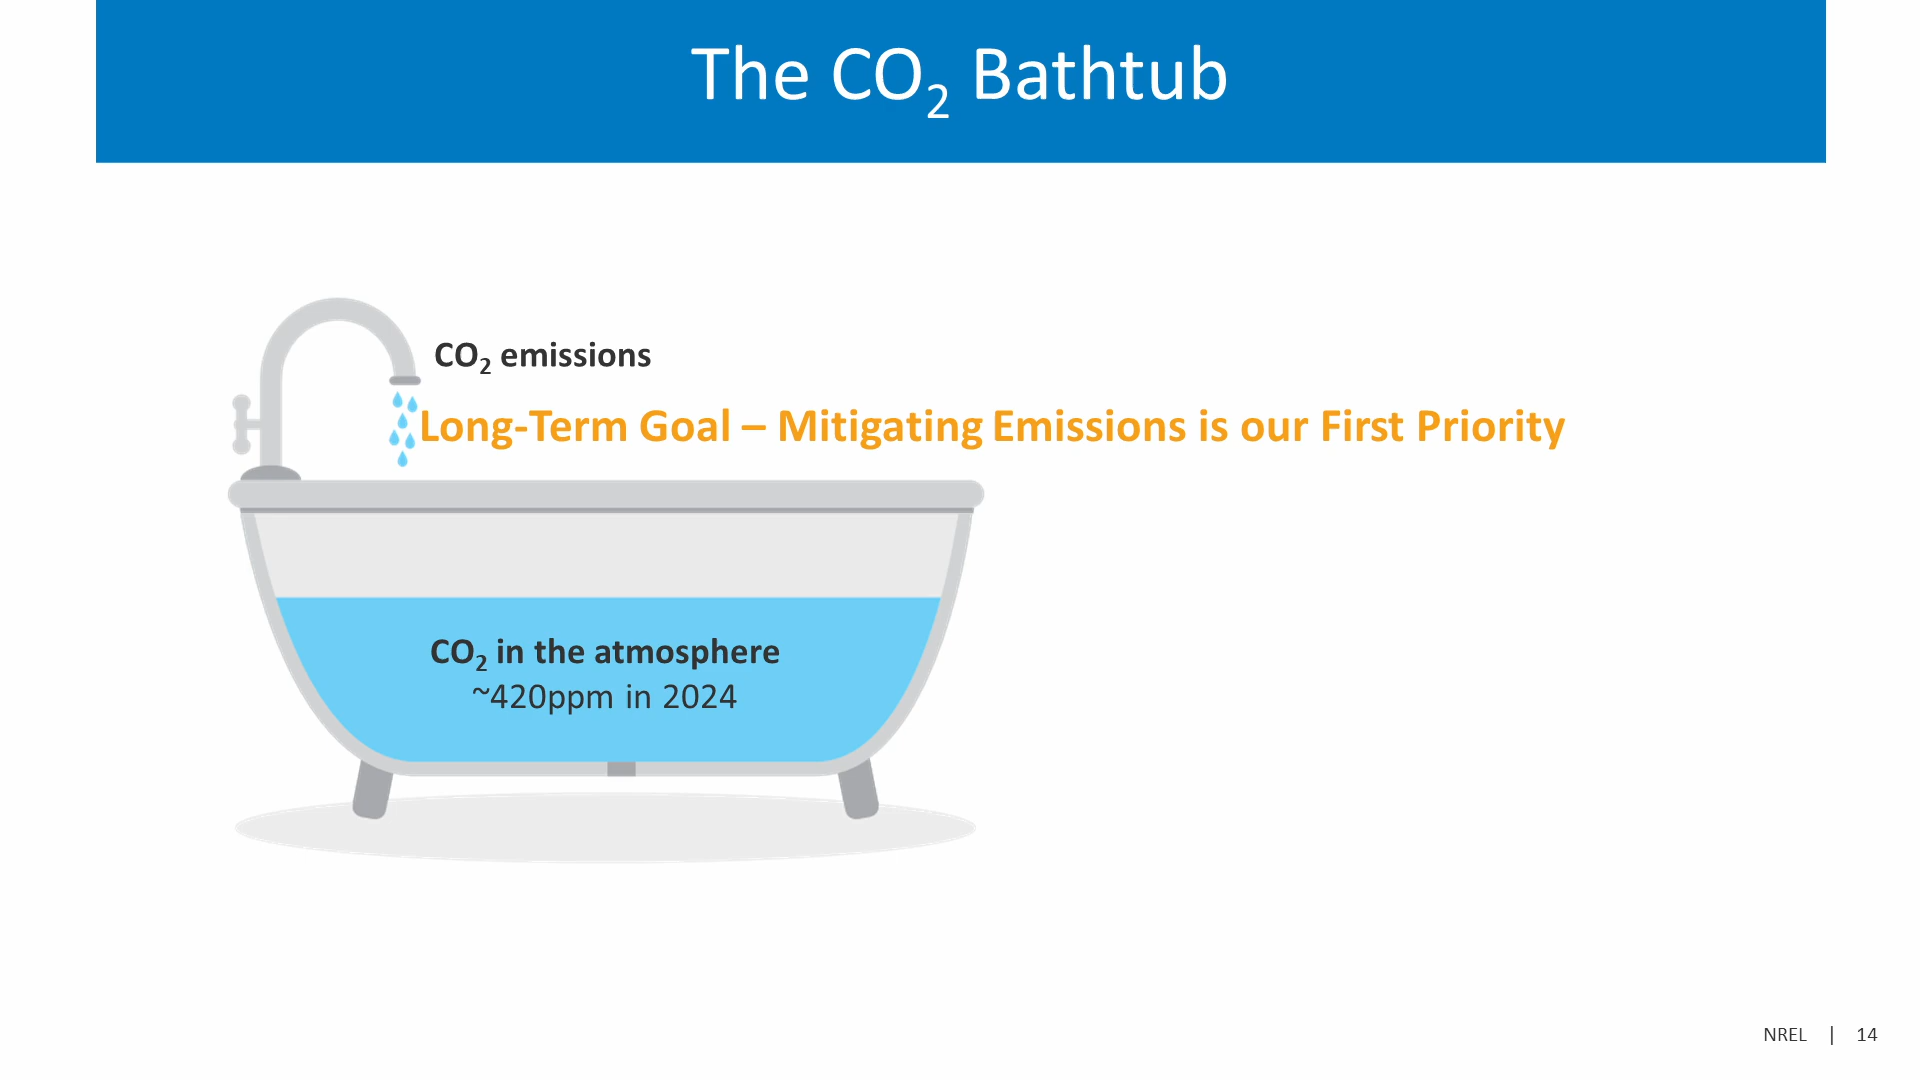 The CO₂ Bathtub
CO₂ emissions
Long-Term Goal – Mitigating Emissions is our First Priority
CO₂ in the atmosphere
~420ppm in 2024
NREL | 14